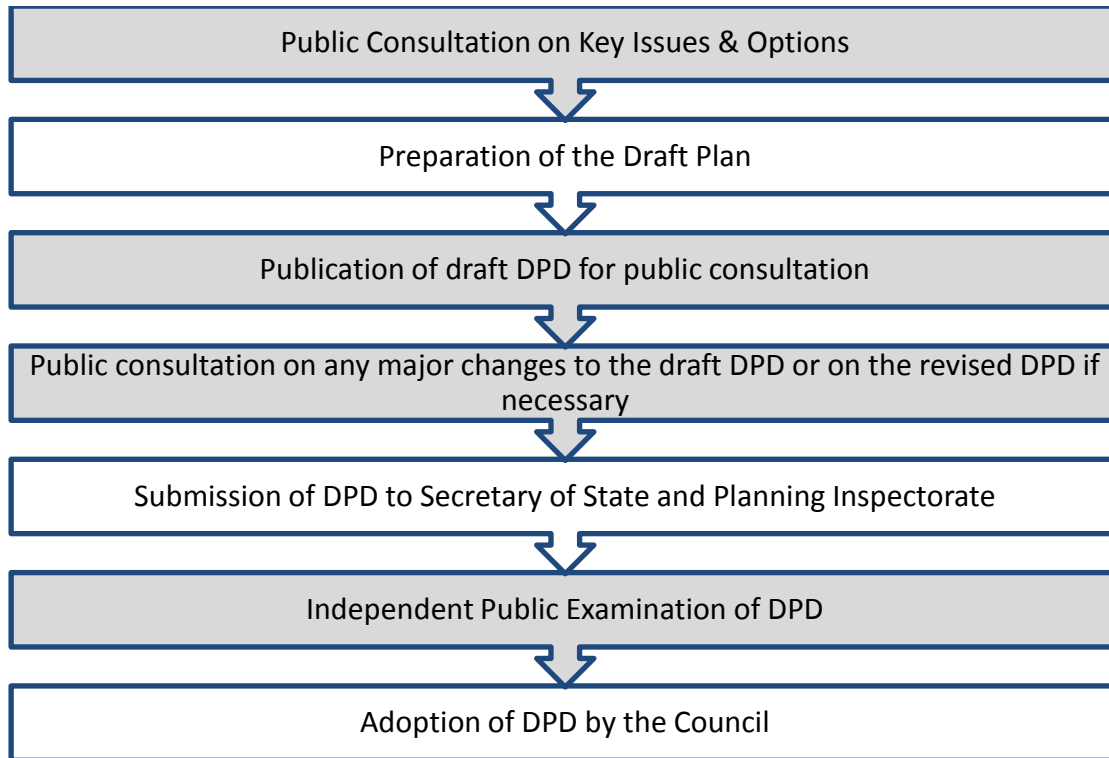 Public Consultation on Key Issues & Options
Preparation of the Draft Plan
Publication of draft DPD for public consultation
Public consultation on any major changes to the draft DPD or on the revised DPD if
necessary
Submission of DPD to Secretary of State and Planning Inspectorate
Independent Public Examination of DPD
Adoption of DPD by the Council